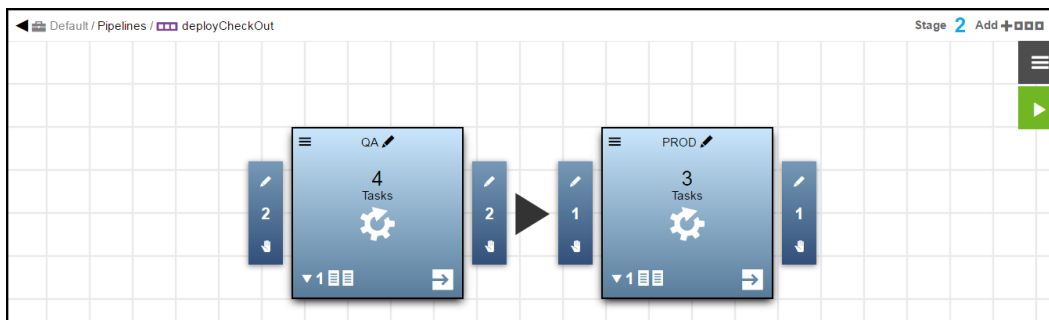 Default / Pipelines / deployCheckOut
Stage 2 Add
QA
4
Tasks
2
2
1
PROD
3
Tasks
1
1
1